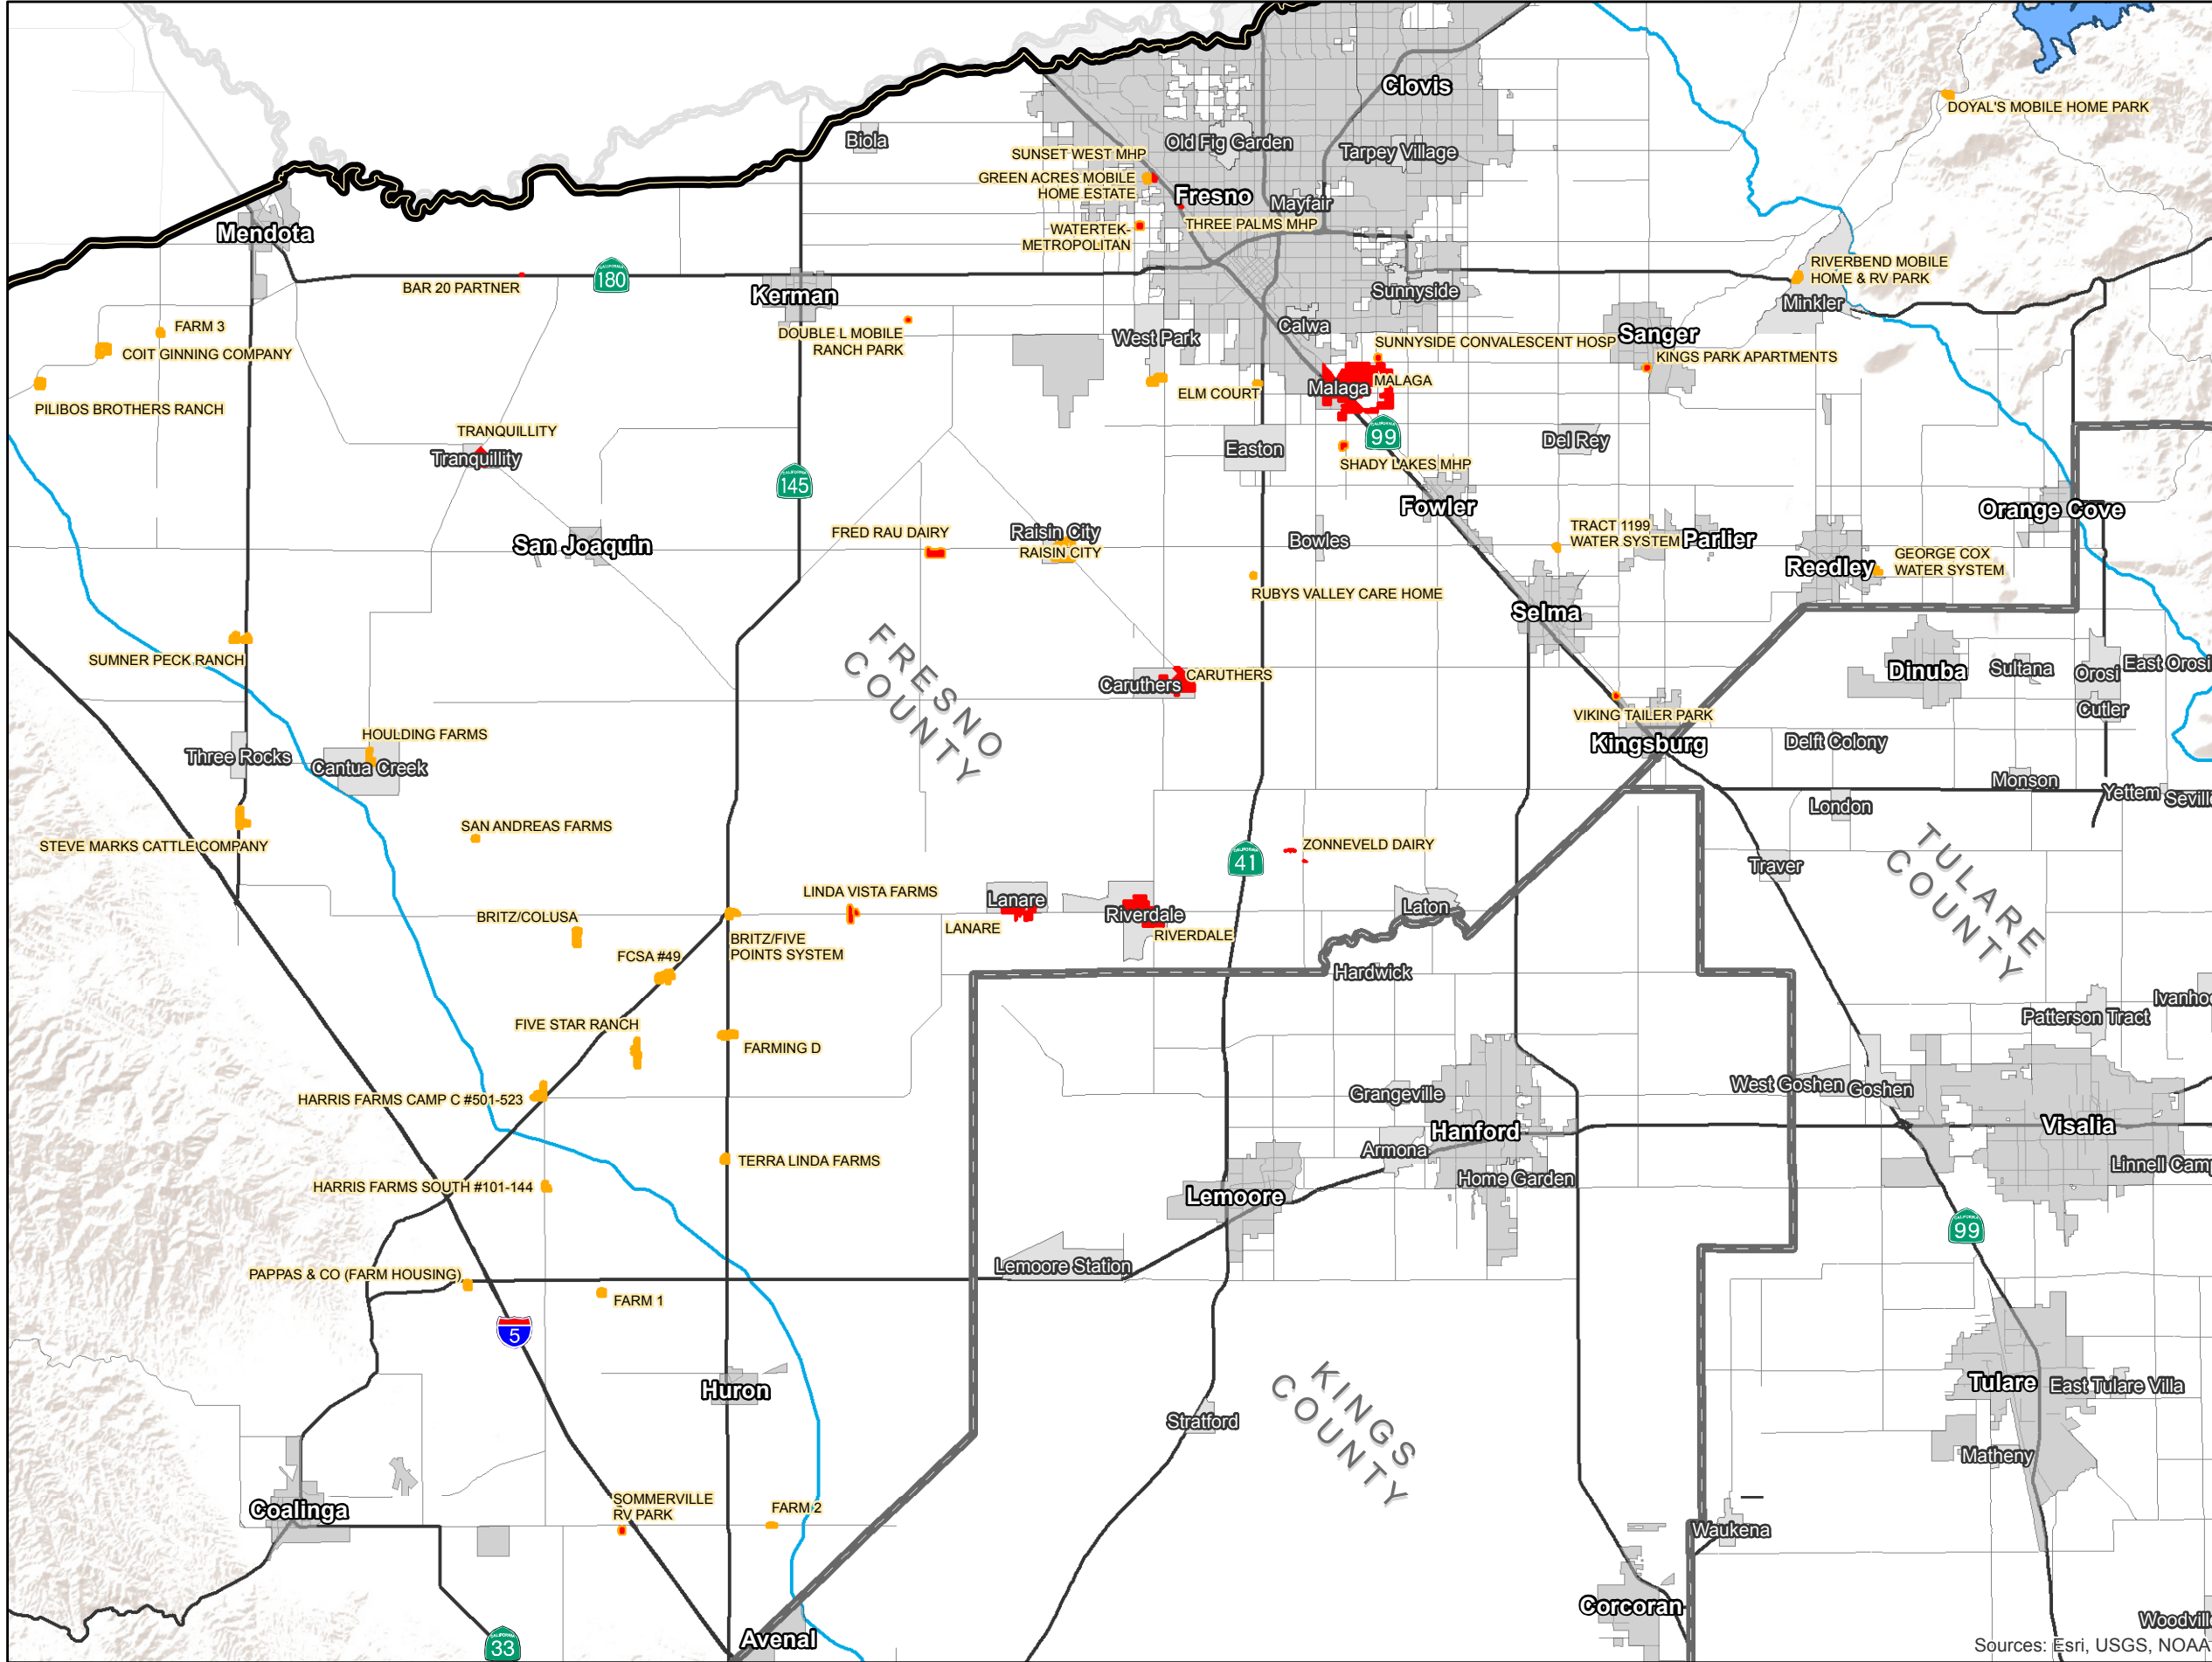 Clovis
DOYAL'S MOBILE HOME PARK
Biola
Old Fig Garden
Tarpey Village
SUNSET WEST MHP
GREEN ACRES MOBILE
HOME ESTATE
Fresno
Mayfair
THREE PALMS MHP
WATERTEK-
METROPOLITAN
Mendota
BAR 20 PARTNER
CALIFORNIA
180
Kerman
Sunnyside
RIVERBEND MOBILE
HOME & RV PARK
Minkler
FARM 3
COIT GINNING COMPANY
PILIBOS BROTHERS RANCH
DOUBLE L MOBILE
RANCH PARK
West Park
Calwa
SUNNYSIDE CONVALESCENT HOSP
Sanger
KINGS PARK APARTMENTS
Malaga
MALAGA
ELM COURT
TRANQUILLITY
Tranquillity
CALIFORNIA
145
Easton
CALIFORNIA
99
Del Rey
SHADY LAKES MHP
Fowler
Orange Cove
San Joaquin
FRED RAU DAIRY
Raisin City
RAISIN CITY
Bowles
TRACT 1199
WATER SYSTEM
Parlier
Reedley
GEORGE COX
WATER SYSTEM
RUBYS VALLEY CARE HOME
Selma
SUMNER PECK RANCH
FRESNO
COUNTY
Caruthers
CARUTHERS
Dinuba
Sultana
Orosi
East Orosi
Cutler
VIKING TAILER PARK
Kingsburg
Delft Colony
HOULDING FARMS
Three Rocks
Cantua Creek
Monson
Yettem
London
STEVE MARKS CATTLE COMPANY
SAN ANDREAS FARMS
CALIFORNIA
41
ZONNEVELD DAIRY
TULARE
COUNTY
Traver
LINDA VISTA FARMS
Lanare
LANARE
Riverdale
RIVERDALE
Laton
BRITZ/COLUSA
BRITZ/FIVE
POINTS SYSTEM
FCSA #49
Hardwick
Patterson Tract
FIVE STAR RANCH
FARMING D
HARRIS FARMS CAMP C #501-523
Grangeville
West Goshen
Goshen
Hanford
Visalia
Armona
TERRA LINDA FARMS
Home Garden
HARRIS FARMS SOUTH #101-144
Lemoore
CALIFORNIA
99
Lemoore Station
PAPPAS & CO (FARM HOUSING)
FARM 1
5
Huron
KINGS
COUNTY
Tulare
East Tulare Villa
Stratford
Matheny
Coalinga
SOMMERVILLE
RV PARK
FARM 2
Waukena
Corcoran
CALIFORNIA
33
Avenal
Sources: Esri, USGS, NOAA